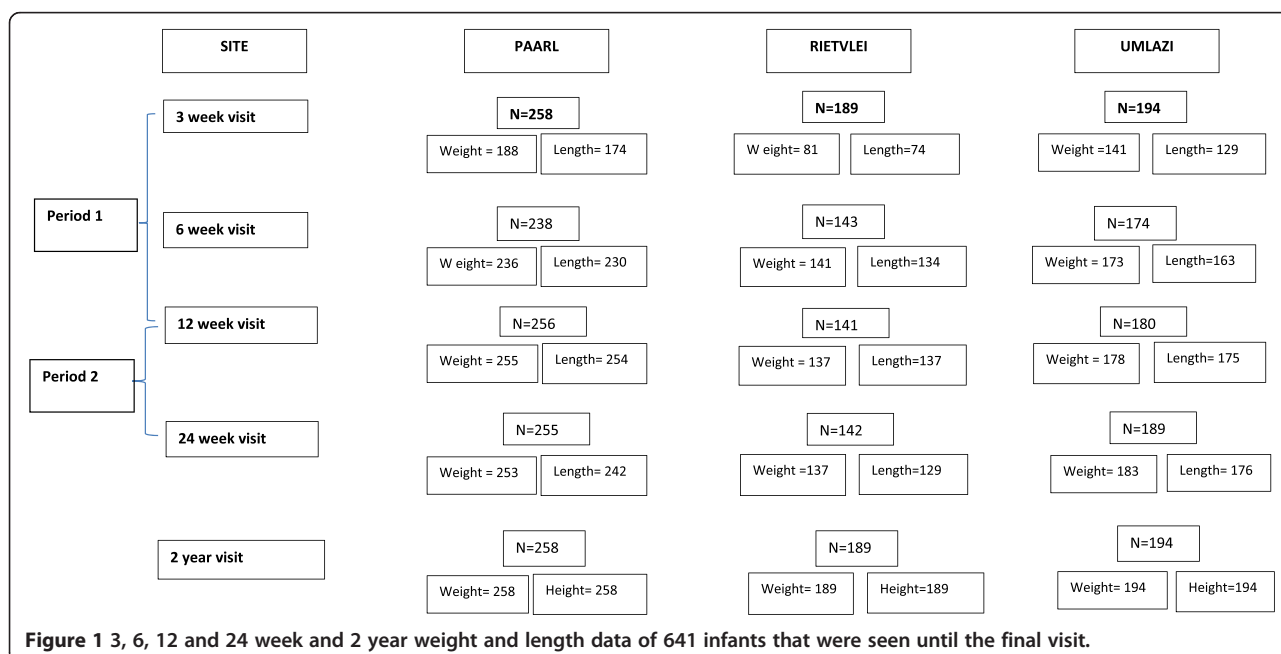 SITE PAARL RIETVLEI UMLAZI
3 week visit N=258 N=189 N=194
Weight = 188 Length= 174 W eight= 81 Length=74 Weight =141 Length= 129
Period 1
6 week visit N=238 N=143 N=174
W eight= 236 Length= 230 Weight = 141 Length=134 Weight = 173 Length=163
12 week visit N=256 N=141 N=180
Weight = 255 Length= 254 Weight = 137 Length=137 Weight = 178 Length= 175
Period 2
24 week visit N=255 N=142 N=189
Weight = 253 Length= 242 Weight =137 Length=129 Weight= 183 Length= 176
2 year visit N=258 N=189 N=194
Weight= 258 Height= 258 Weight= 189 Height=189 Weight= 194 Height=194
Figure 1 3, 6, 12 and 24 week and 2 year weight and length data of 641 infants that were seen until the final visit.